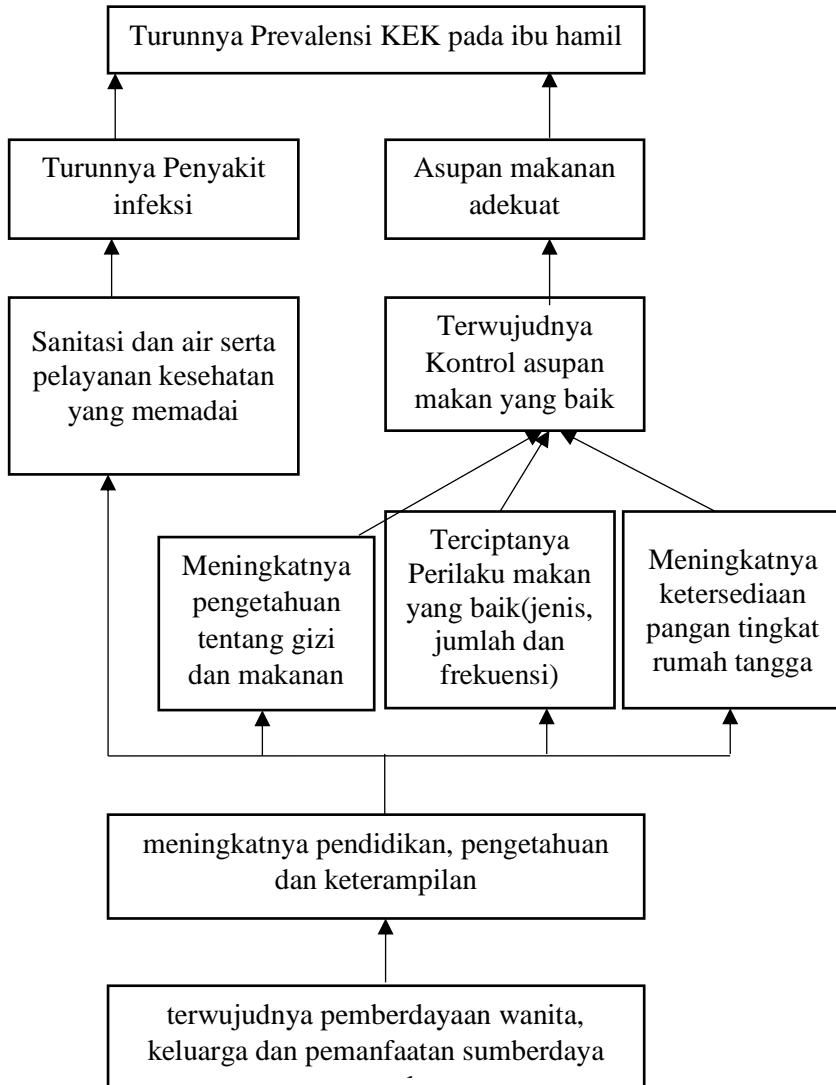 Turunnya Prevalensi KEK pada ibu hamil
Turunnya Penyakit
infeksi
Asupan makanan
adekuat
Sanitasi dan air serta
pelayanan kesehatan
yang memadai
Terwujudnya
Kontrol asupan
makan yang baik
Meningkatnya
pengetahuan
tentang gizi
dan makanan
Terciptanya
Perilaku makan
yang baik(jenis,
jumlah dan
frekuensi)
Meningkatnya
ketersediaan
pangan tingkat
rumah tangga
meningkatnya pendidikan, pengetahuan
dan keterampilan
terwujudnya pemberdayaan wanita,
keluarga dan pemanfaatan sumberdaya